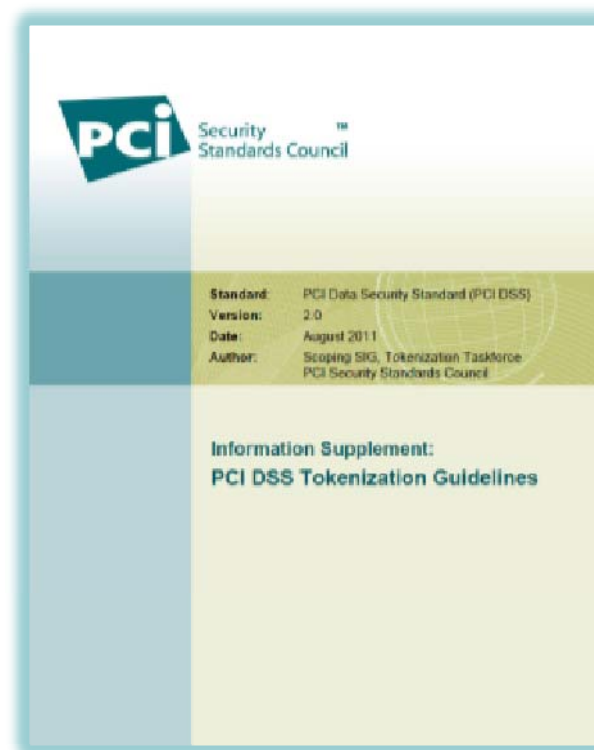 PCi Security ™
Standards Council
Standard: PCI Data Security Standard (PCI DSS)
Version: 2.0
Date: August 2011
Author: Scoping SIG, Tokenization Taskforce
PCI Security Standards Council
Information Supplement:
PCI DSS Tokenization Guidelines